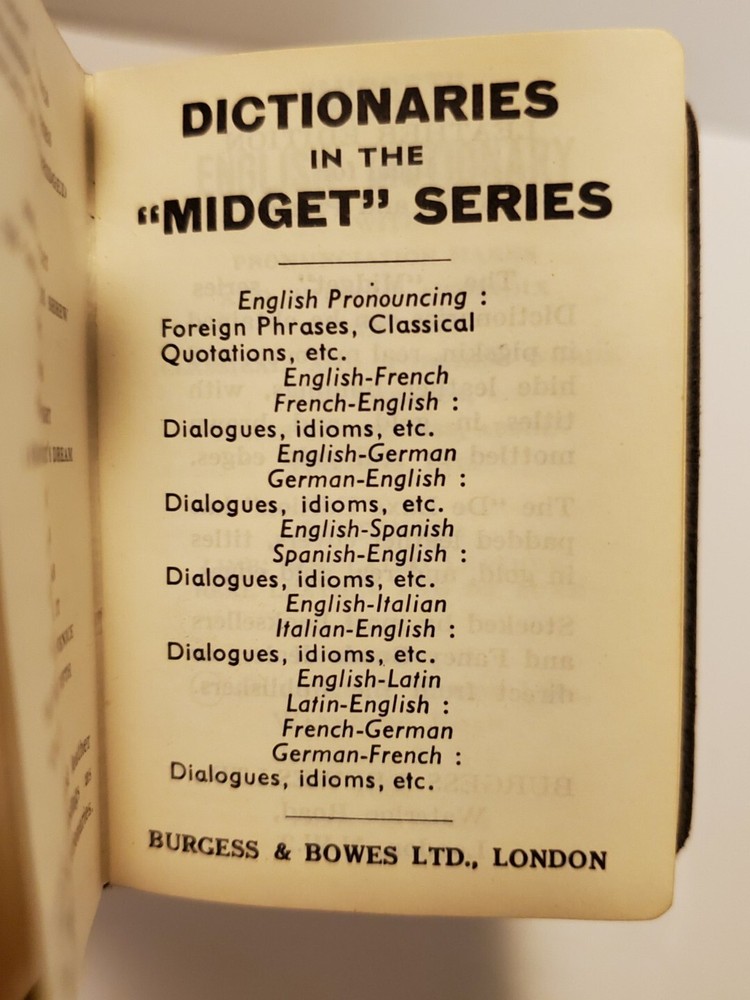 DICTIONARIES
IN THE
“MIDGET” SERIES
English Pronouncing :
Foreign Phrases, Classical
Quotations, etc.
English-French
French-English :
Dialogues, idioms, etc.
English-German
German-English :
Dialogues, idioms, etc.
English-Spanish
Spanish-English :
Dialogues, idioms, etc.
English-Italian
Italian-English :
Dialogues, idioms, etc.
English-Latin
Latin-English :
French-German
German-French :
Dialogues, idioms, etc.
BURGESS & BOWES LTD., LONDON